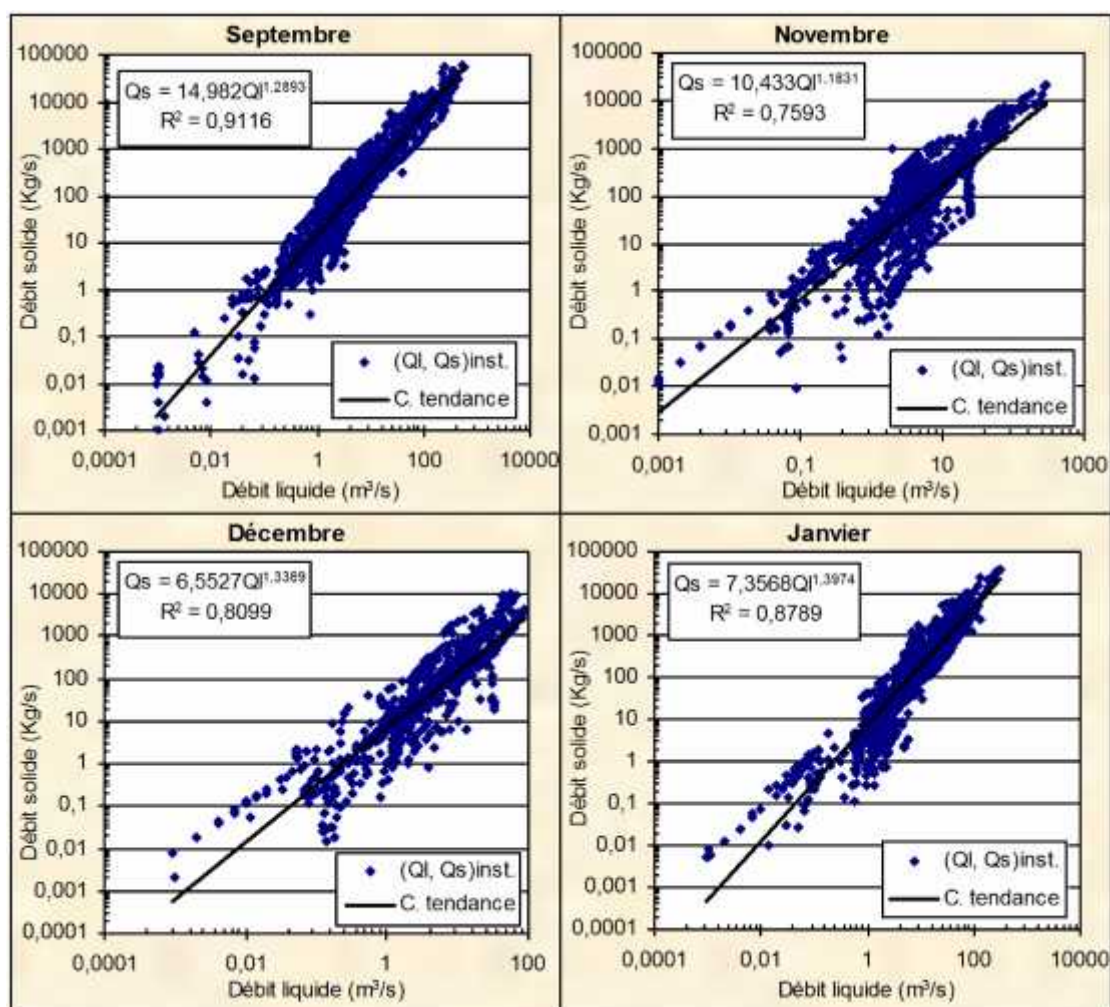 Septembre
100000
10000
1000
100
10
1
0,1
0,01
0,001
Débit solide (Kg/s)
Qs = 14,982Ql^1.2893
R² = 0,9116
(Ql, Qs)inst.
C. tendance
0,0001 0,01 1 100 10000
Débit liquide (m³/s)
Novembre
100000
10000
1000
100
10
1
0,1
0,01
0,001
Débit solide (Kg/s)
Qs = 10,433Ql^1.1831
R² = 0,7593
(Ql, Qs)inst.
C. tendance
0,001 0,1 10 1000
Débit liquide (m³/s)
Décembre
100000
10000
1000
100
10
1
0,1
0,01
0,001
0,0001
Débit solide (Kg/s)
Qs = 6,5527Ql^1.3369
R² = 0,8099
(Ql, Qs)inst.
C. tendance
0,0001 0,01 1 100
Débit liquide (m³/s)
Janvier
100000
10000
1000
100
10
1
0,1
0,01
0,001
0,0001
Débit solide (Kg/s)
Qs = 7,3568Ql^1.3974
R² = 0,8789
(Ql, Qs)inst.
C. tendance
0,0001 0,01 1 100 10000
Débit liquide (m³/s)